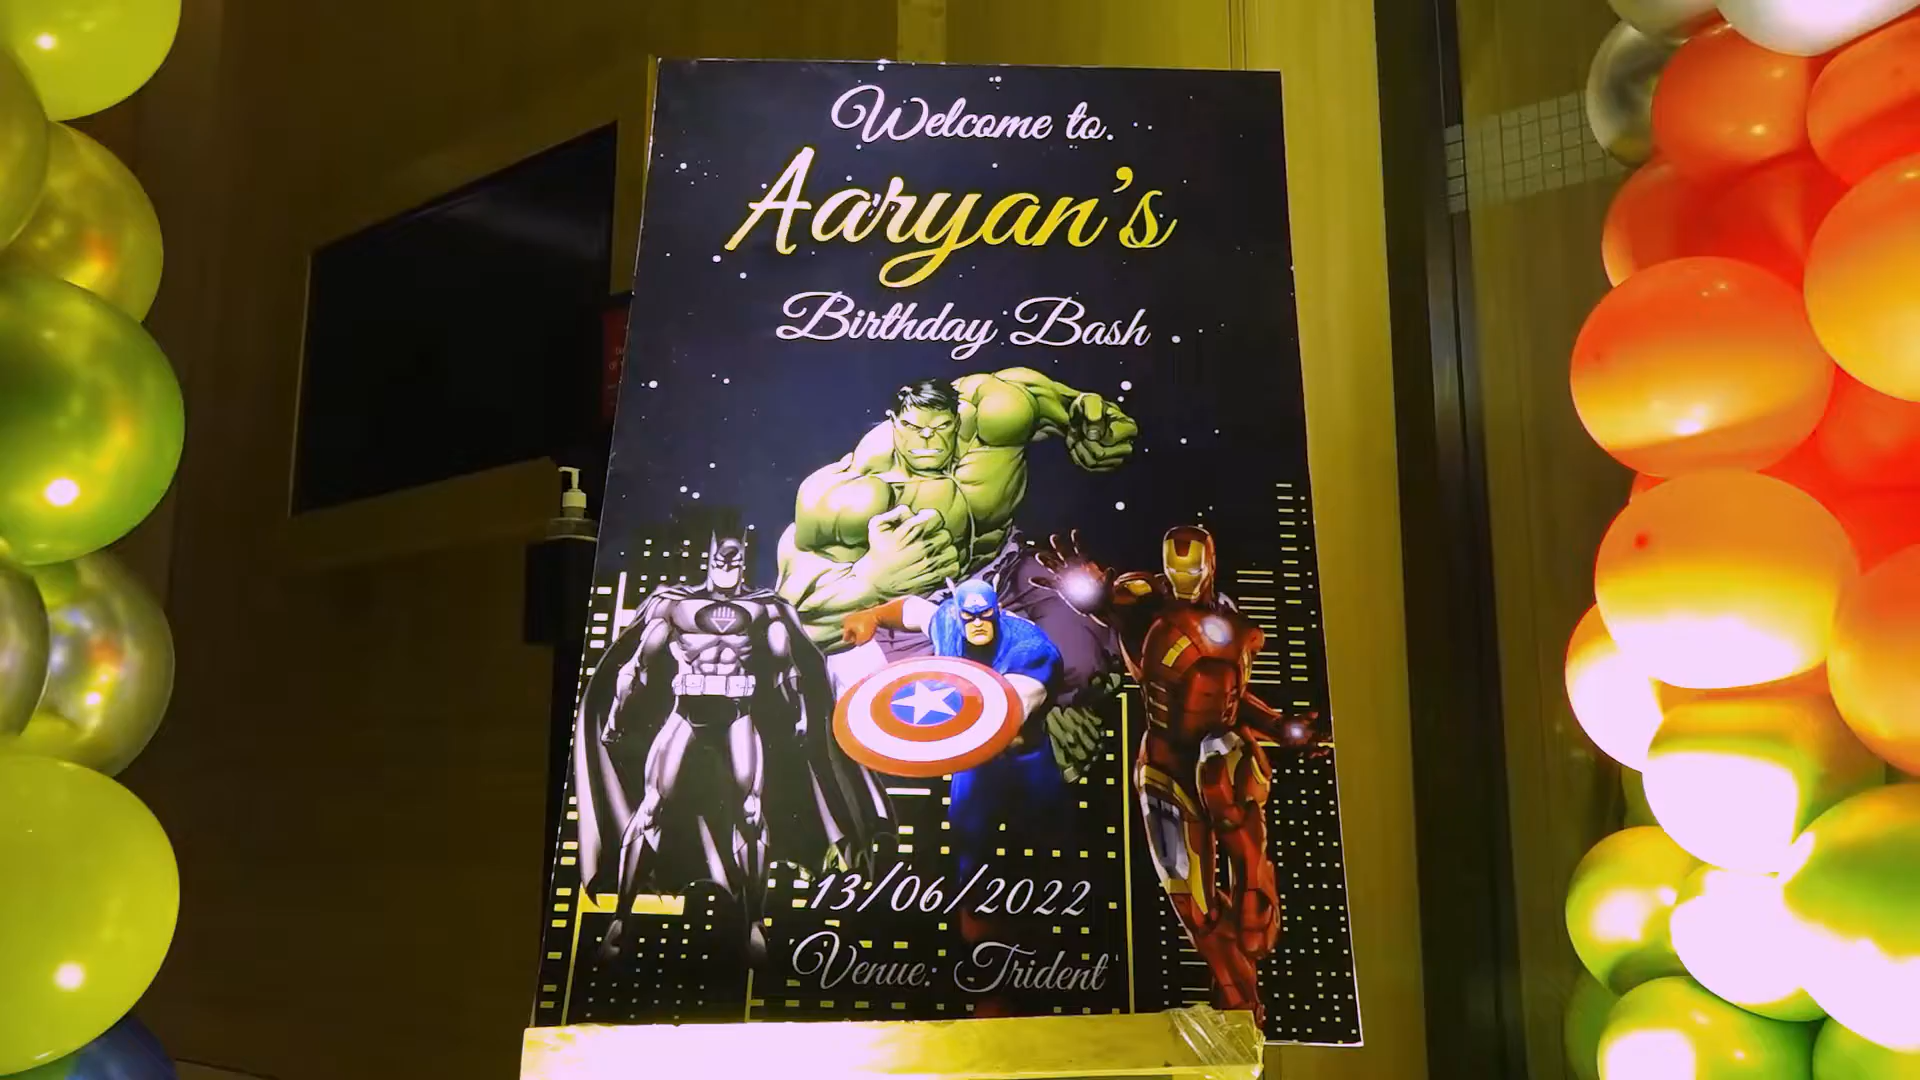 Welcome to
Aaryan's
Birthday Bash
13/06/2022
Venue: Trident